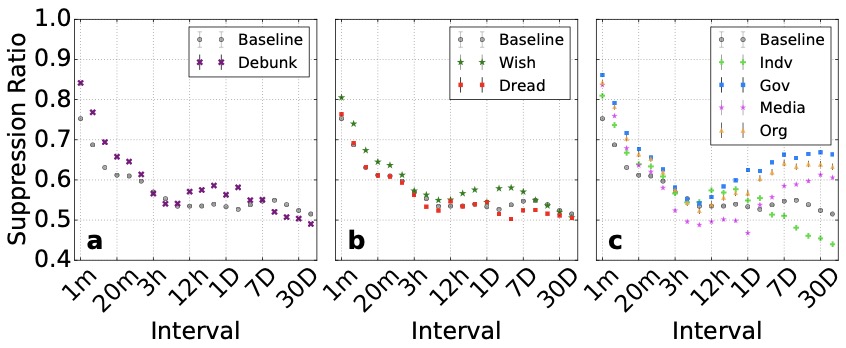 Suppression Ratio
1.0
0.9
0.8
0.7
0.6
0.5
0.4
Baseline
Debunk
a
1m
20m
3h
12h
1D
7D
30D
Interval
Baseline
Wish
Dread
b
1m
20m
3h
12h
1D
7D
30D
Interval
Baseline
Indv
Gov
Media
Org
c
1m
20m
3h
12h
1D
7D
30D
Interval